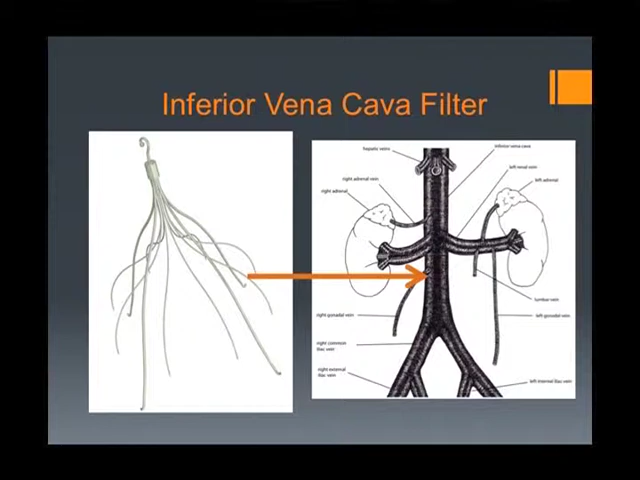 Inferior Vena Cava Filter
hepatic veins
inferior vena cava
left renal vein
right adrenal vein
left adrenal
right adrenal
lumbar vein
right gonadal vein
left gonadal vein
right common
iliac vein
right external
iliac vein
left internal iliac vein